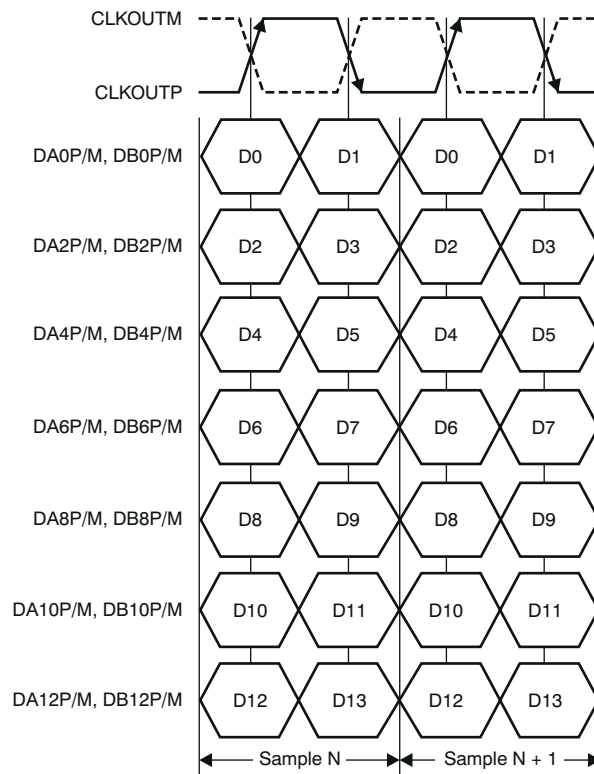 CLKOUTM
CLKOUTP
DA0P/M, DB0P/M D0 D1 D0 D1
DA2P/M, DB2P/M D2 D3 D2 D3
DA4P/M, DB4P/M D4 D5 D4 D5
DA6P/M, DB6P/M D6 D7 D6 D7
DA8P/M, DB8P/M D8 D9 D8 D9
DA10P/M, DB10P/M D10 D11 D10 D11
DA12P/M, DB12P/M D12 D13 D12 D13
Sample N Sample N + 1